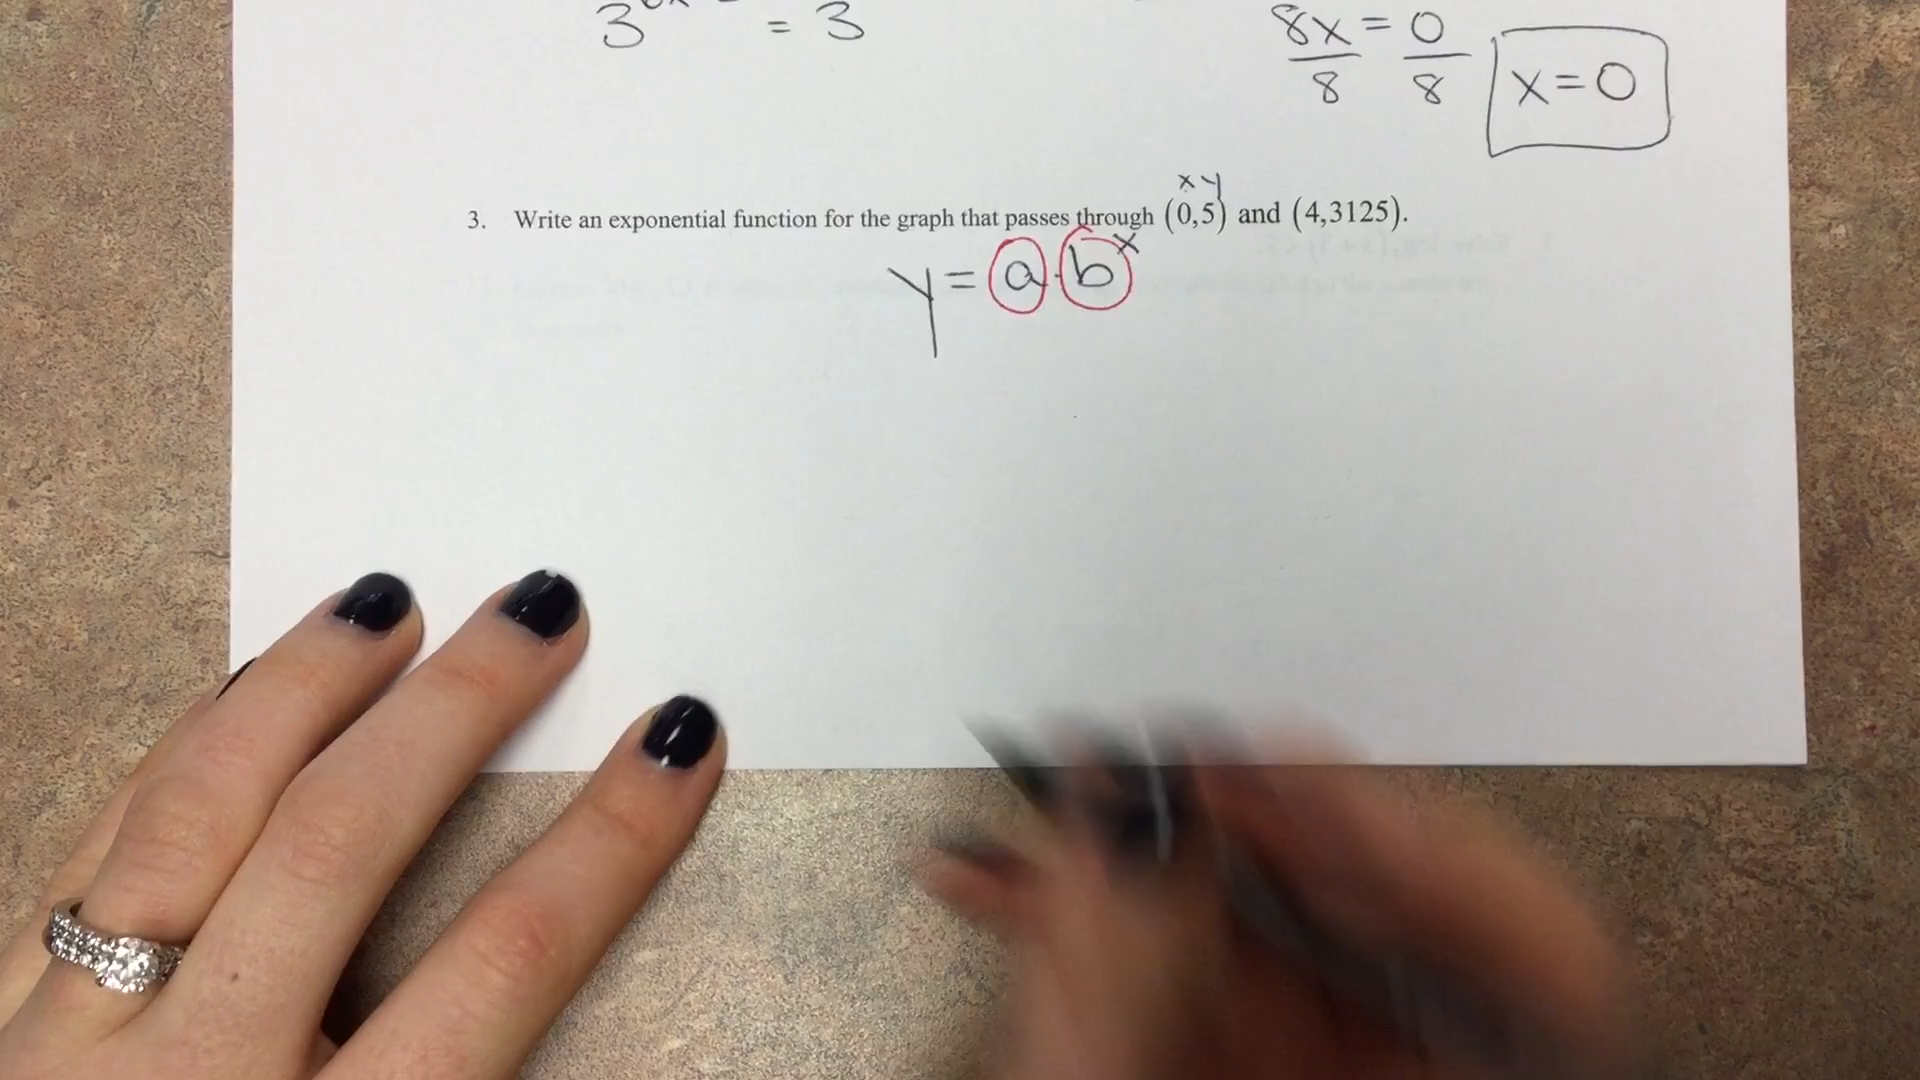 3 = 3
8x = 0
8 8
x = 0
x y
3. Write an exponential function for the graph that passes through (0,5) and (4,3125).
y = a · b^x